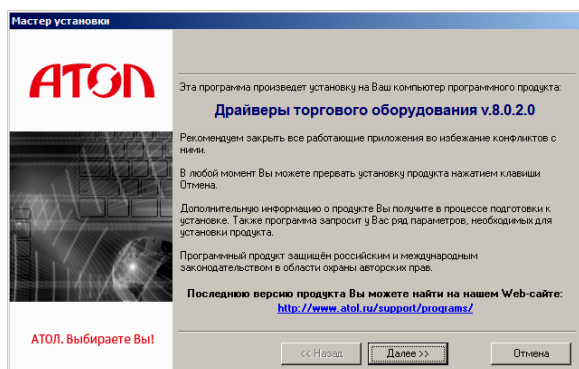 Мастер установки
АТОЛ
Эта программа произведет установку на Ваш компьютер программного продукта:
Драйверы торгового оборудования v.8.0.2.0
Рекомендуем закрыть все работающие приложения во избежание конфликтов с
ними.
В любой момент Вы можете прервать установку продукта нажатием клавиши
Отмена.
Дополнительную информацию о продукте Вы получите в процессе подготовки к
установке. Также программа запросит у Вас ряд параметров, необходимых для
установки продукта.
Программный продукт защищён российским и международным
законодательством в области охраны авторских прав.
Последнюю версию продукта Вы можете найти на нашем Web-сайте:
http://www.atol.ru/support/programs/
АТОЛ. Выбираете Вы!
<< Назад
Далее >>
Отмена